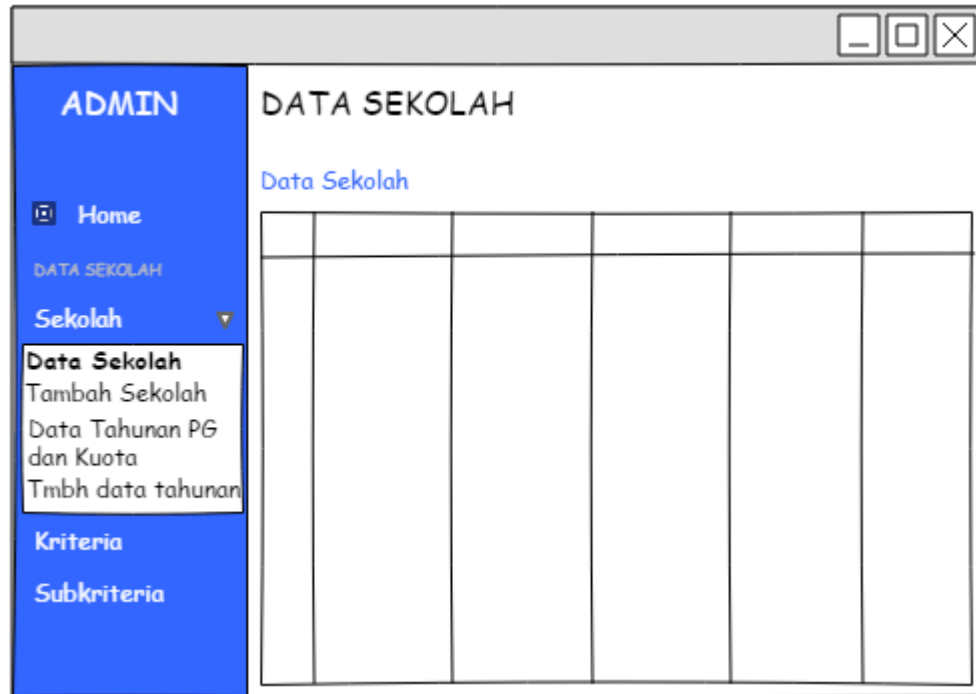 ADMIN
Home
DATA SEKOLAH
Sekolah
Data Sekolah
Tambah Sekolah
Data Tahunan PG
dan Kuota
Tmbh data tahunan
Kriteria
Subkriteria
DATA SEKOLAH
Data Sekolah